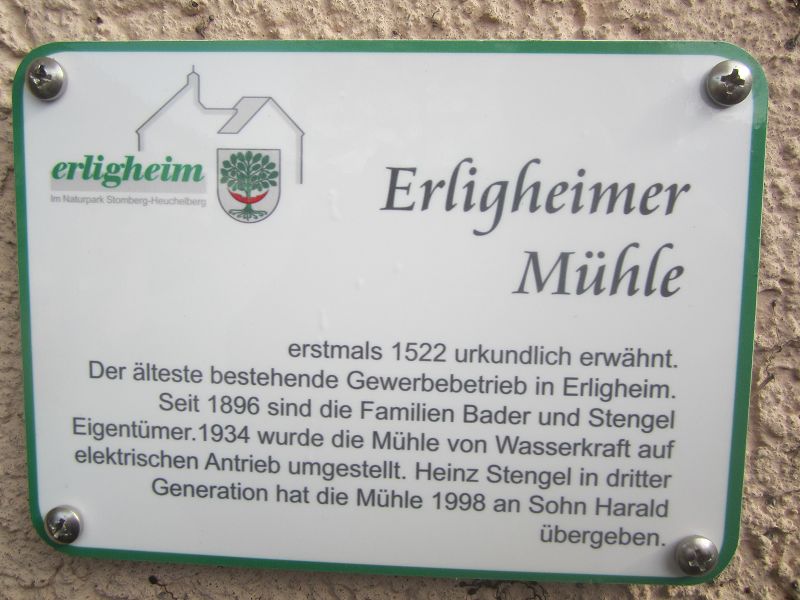 erligheim
Im Naturpark Stromberg-Heuchelberg
Erligheimer
Mühle
erstmals 1522 urkundlich erwähnt.
Der älteste bestehende Gewerbebetrieb in Erligheim.
Seit 1896 sind die Familien Bader und Stengel
Eigentümer.1934 wurde die Mühle von Wasserkraft auf
elektrischen Antrieb umgestellt. Heinz Stengel in dritter
Generation hat die Mühle 1998 an Sohn Harald
übergeben.